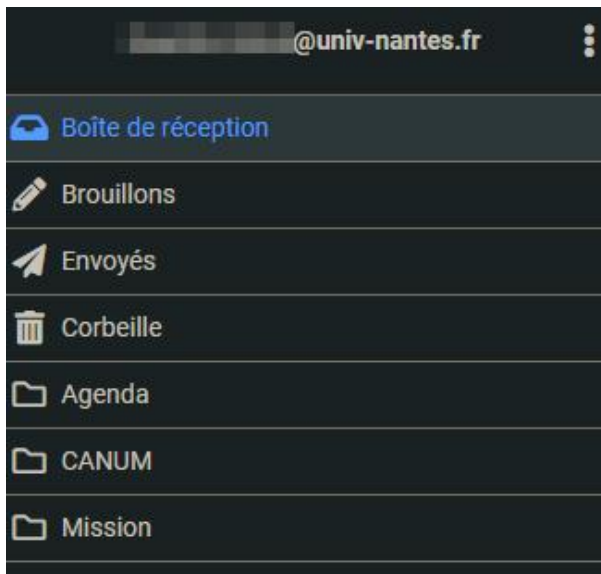 @univ-nantes.fr
Boîte de réception
Brouillons
Envoyés
Corbeille
Agenda
CANUM
Mission